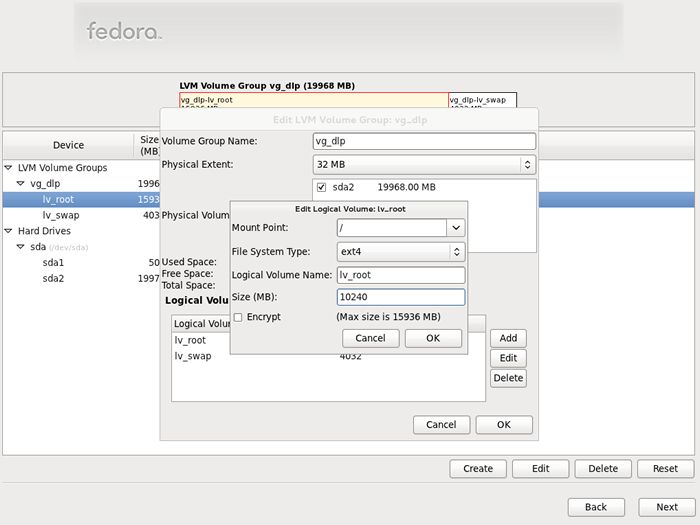 fedora
LVM Volume Group vg_dlp (19968 MB)
vg_dlp-lv_root vg_dlp-lv_swap
Edit LVM Volume Group: vg_dlp
Device Size (MB)
LVM Volume Groups
vg_dlp 1996
lv_root 1593
lv_swap 403
Hard Drives
sda (/dev/sda)
sda1 50
sda2 1997
Volume Group Name: vg_dlp
Physical Extent: 32 MB
sda2 19968.00 MB
Physical Volum
Used Space:
Free Space:
Total Space:
Logical Volu
Logical Volum
lv_root
lv_swap 4032
Edit Logical Volume: lv_root
Mount Point: /
File System Type: ext4
Logical Volume Name: lv_root
Size (MB): 10240
Encrypt (Max size is 15936 MB)
Cancel OK
Add
Edit
Delete
Cancel OK
Create Edit Delete Reset
Back Next